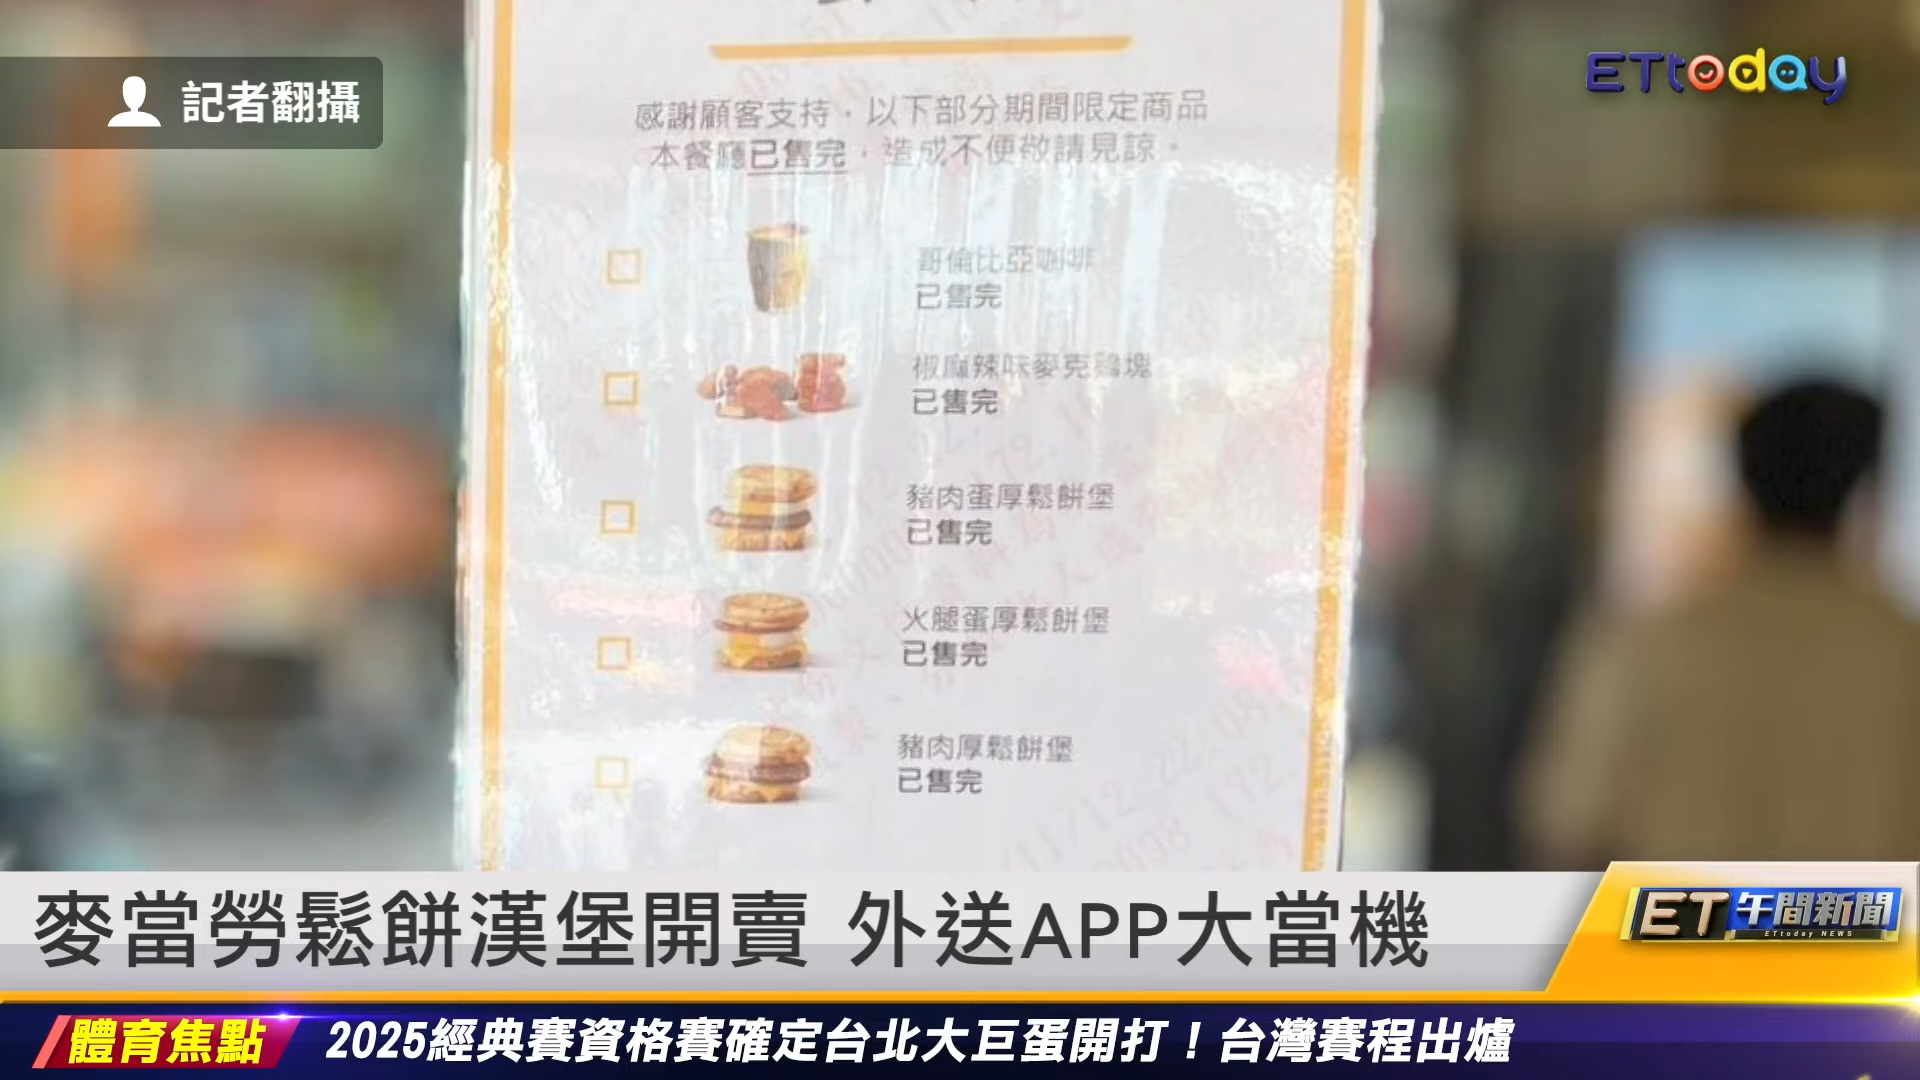 記者翻攝
ETtoday
感謝顧客支持，以下部分期間限定商品
本餐廳已售完，造成不便敬請見諒。
哥倫比亞咖啡
已售完
椒麻辣味麥克鷄塊
已售完
豬肉蛋厚鬆餅堡
已售完
火腿蛋厚鬆餅堡
已售完
豬肉厚鬆餅堡
已售完
麥當勞鬆餅漢堡開賣 外送APP大當機
ET午間新聞
ETtoday NEWS
體育焦點 2025經典賽資格賽確定台北大巨蛋開打！台灣賽程出爐